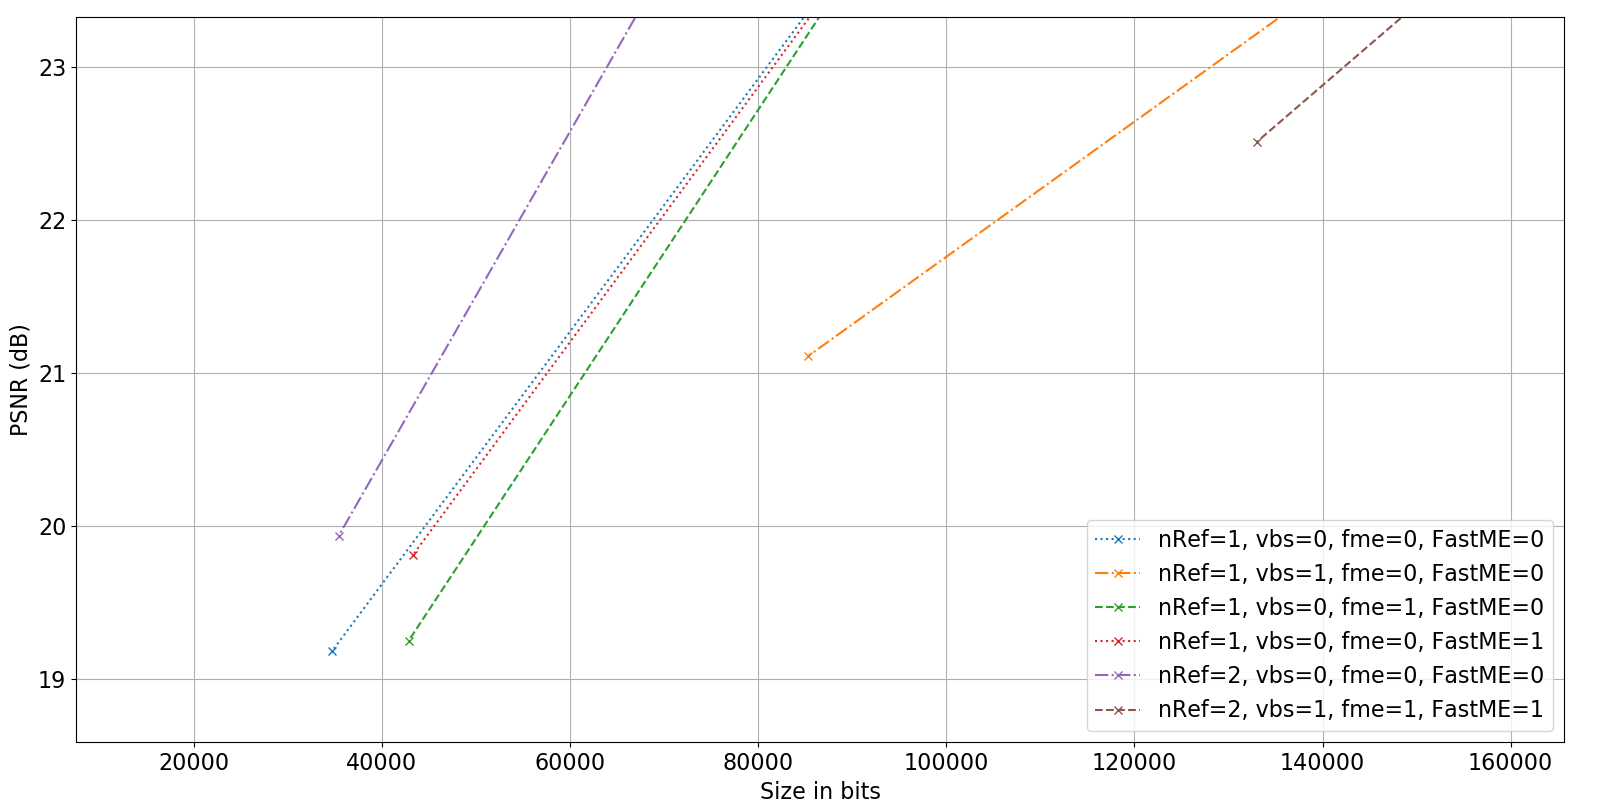 23
22
21
20
19
PSNR (dB)
20000 40000 60000 80000 100000 120000 140000 160000
Size in bits
nRef=1, vbs=0, fme=0, FastME=0
nRef=1, vbs=1, fme=0, FastME=0
nRef=1, vbs=0, fme=1, FastME=0
nRef=1, vbs=0, fme=0, FastME=1
nRef=2, vbs=0, fme=0, FastME=0
nRef=2, vbs=1, fme=1, FastME=1